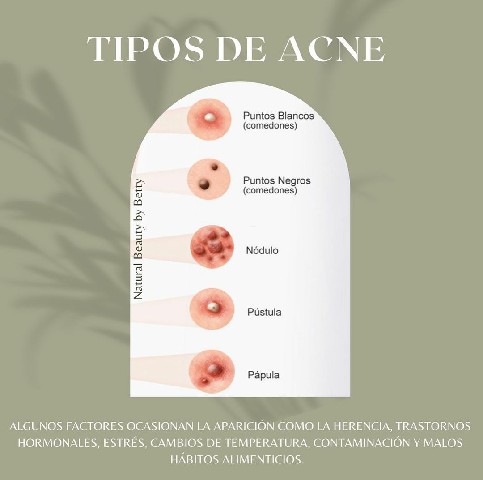 TIPOS DE ACNE
Puntos Blancos
(comedones)
Puntos Negros
(comedones)
Nódulo
Pústula
Pápula
Natural Beauty by Betty
ALGUNOS FACTORES OCASIONAN LA APARICIÓN COMO LA HERENCIA, TRASTORNOS
HORMONALES, ESTRÉS, CAMBIOS DE TEMPERATURA, CONTAMINACIÓN Y MALOS
HÁBITOS ALIMENTICIOS.